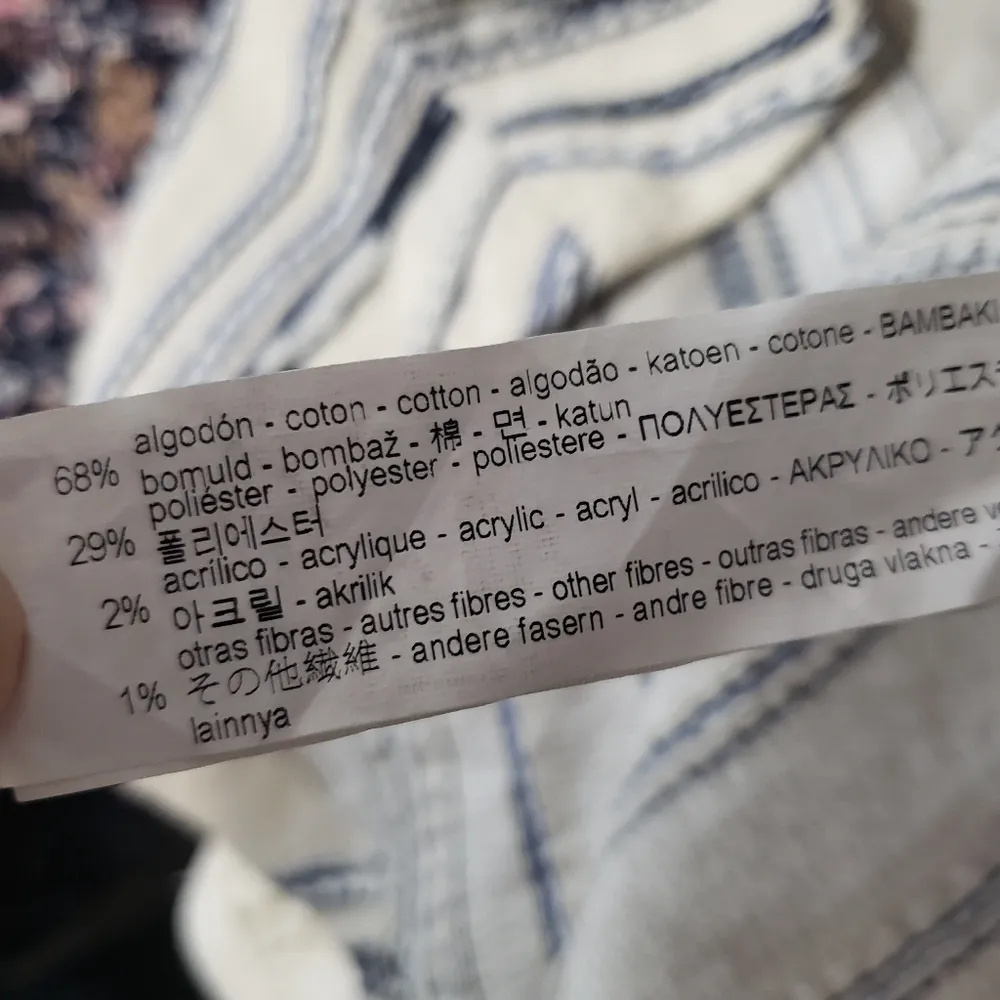 68% algodón - coton - cotton - algodão - katoen - cotone - BAMBAKI
bomuld - bombaž - 棉 - 면 - katun
29% poliéster - polyester - poliestere - ΠΟΛΥΕΣΤΕΡΑΣ - ポリエス
폴리에스터
2% acrílico - acrylique - acrylic - acryl - acrilico - ΑΚΡΥΛΙΚΟ - アク
아크릴 - akrilik
1% otras fibras - autres fibres - other fibres - outras fibras - andere
その他繊維 - andere fasern - andre fibre - druga vlakna -
lainnya